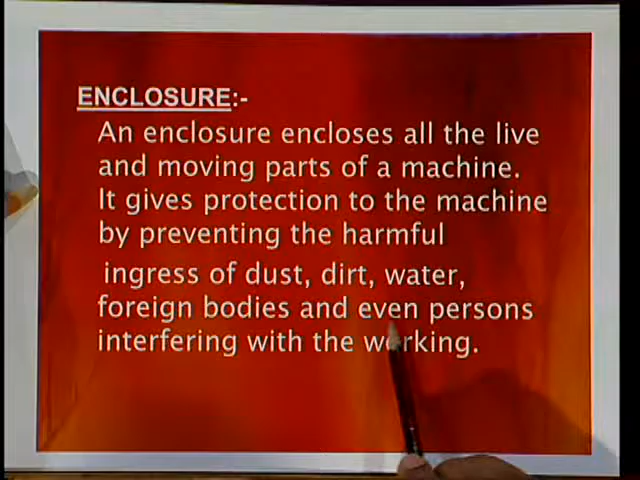 ENCLOSURE:-
An enclosure encloses all the live
and moving parts of a machine.
It gives protection to the machine
by preventing the harmful
ingress of dust, dirt, water,
foreign bodies and even persons
interfering with the working.